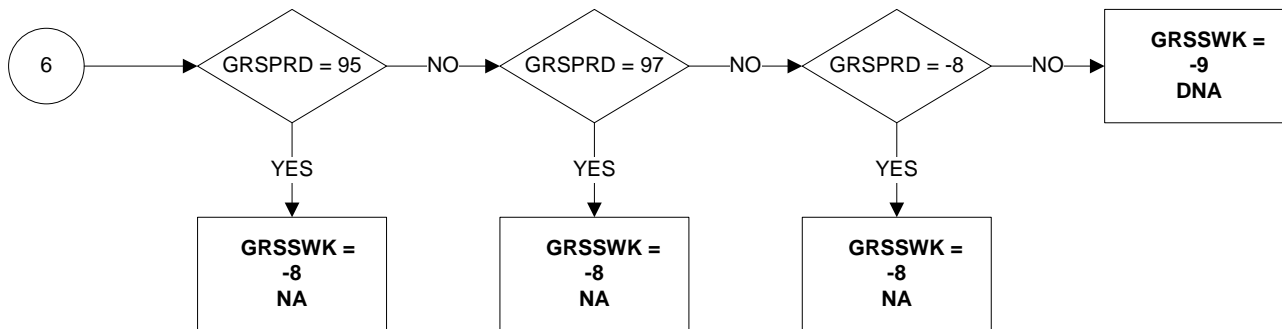 6
GRSPRD = 95
NO
GRSPRD = 97
NO
GRSPRD = -8
NO
GRSSWK =
-9
DNA
YES
YES
YES
GRSSWK =
-8
NA
GRSSWK =
-8
NA
GRSSWK =
-8
NA